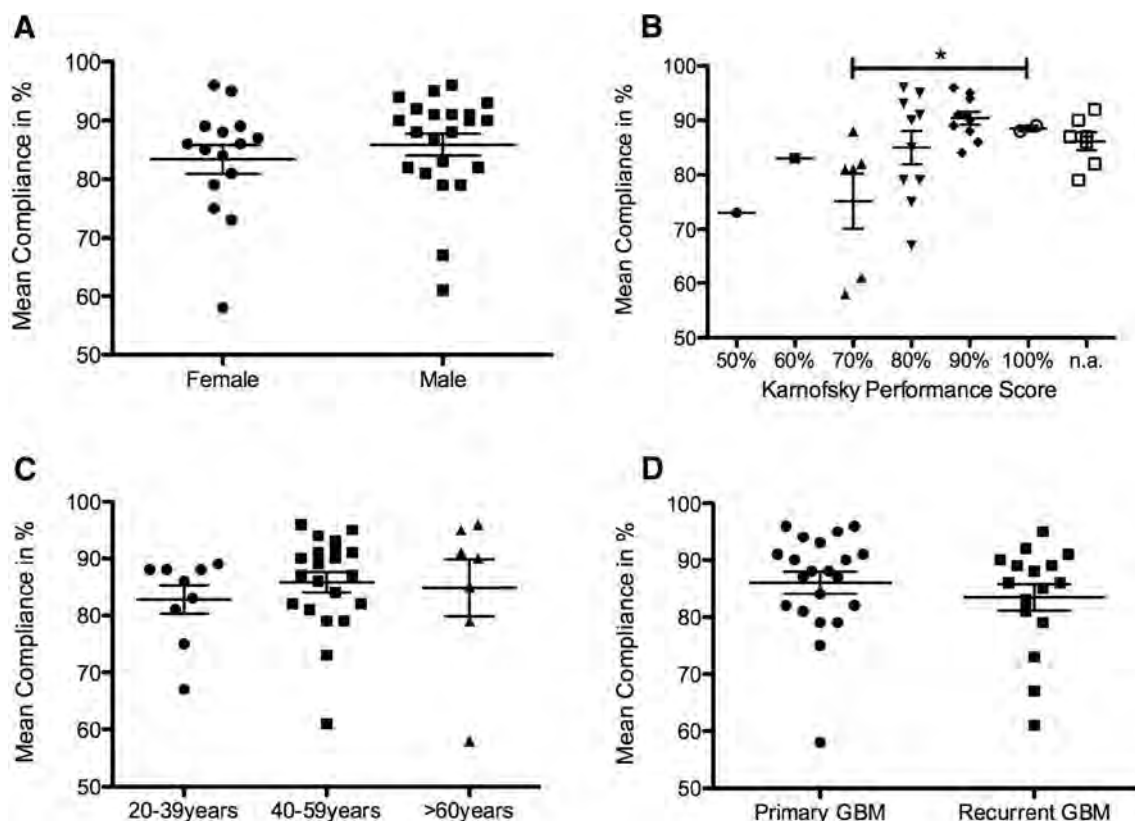 A
Mean Compliance in %
100
90
80
70
60
50
Female Male
B
*
Mean Compliance in %
100
90
80
70
60
50
50% 60% 70% 80% 90% 100% n.a.
Karnofsky Performance Score
C
Mean Compliance in %
100
90
80
70
60
50
20-39years 40-59years >60years
D
Mean Compliance in %
100
90
80
70
60
50
Primary GBM Recurrent GBM